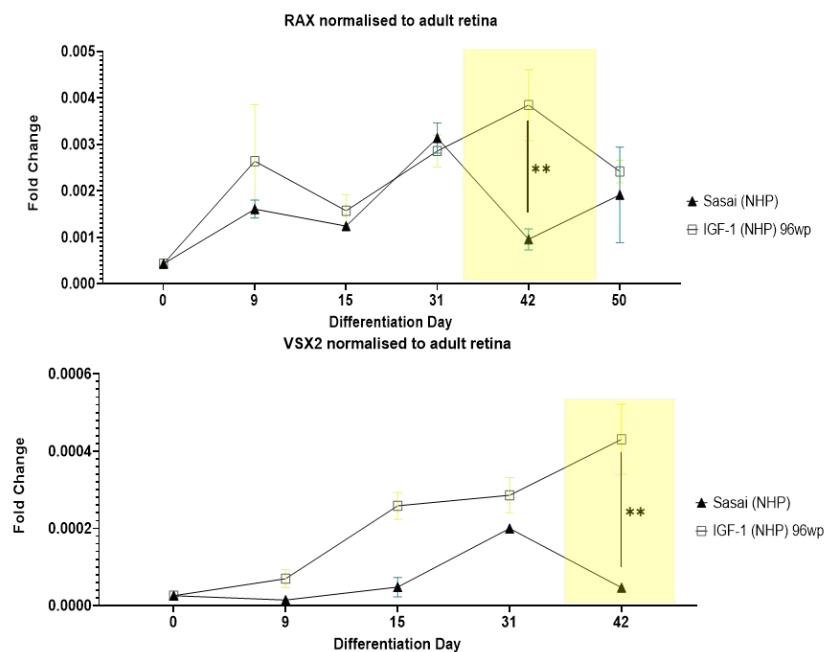 RAX normalised to adult retina
0.005
0.004
0.003
0.002
0.001
0.000
Fold Change
**
0 9 15 31 42 50
Differentiation Day
Sasai (NHP)
IGF-1 (NHP) 96wp
VSX2 normalised to adult retina
0.0006
0.0004
0.0002
0.0000
Fold Change
**
0 9 15 31 42
Differentiation Day
Sasai (NHP)
IGF-1 (NHP) 96wp